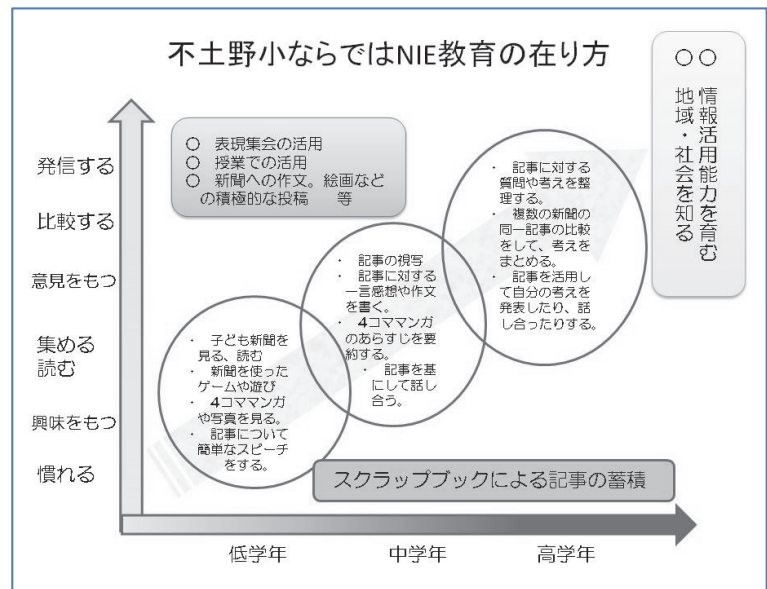 不土野小ならではNIE教育の在り方
○ 情報活用能力を育む
○ 地域・社会を知る
○ 表現集会の活用
○ 授業での活用
○ 新聞への作文。絵画など
の積極的な投稿 等
発信する
比較する
意見をもつ
集める
読む
興味をもつ
慣れる
・ 記事に対する
質問や考えを整
理する。
・ 複数の新聞の
同一記事の比較
をして、考えを
まとめる。
・ 記事を活用し
て自分の考えを
発表したり、話
し合ったりする。
・ 記事の視写
・ 記事に対する
一言感想や作文
を書く。
・ 4コママンガ
のあらすじを要
約する。
・ 記事を基
にして話し
合う。
・ 子ども新聞を
見る、読む
・ 新聞を使った
ゲームや遊び
・ 4コママンガ
や写真を見る。
・ 記事について
簡単なスピーチ
をする。
スクラップブックによる記事の蓄積
低学年
中学年
高学年